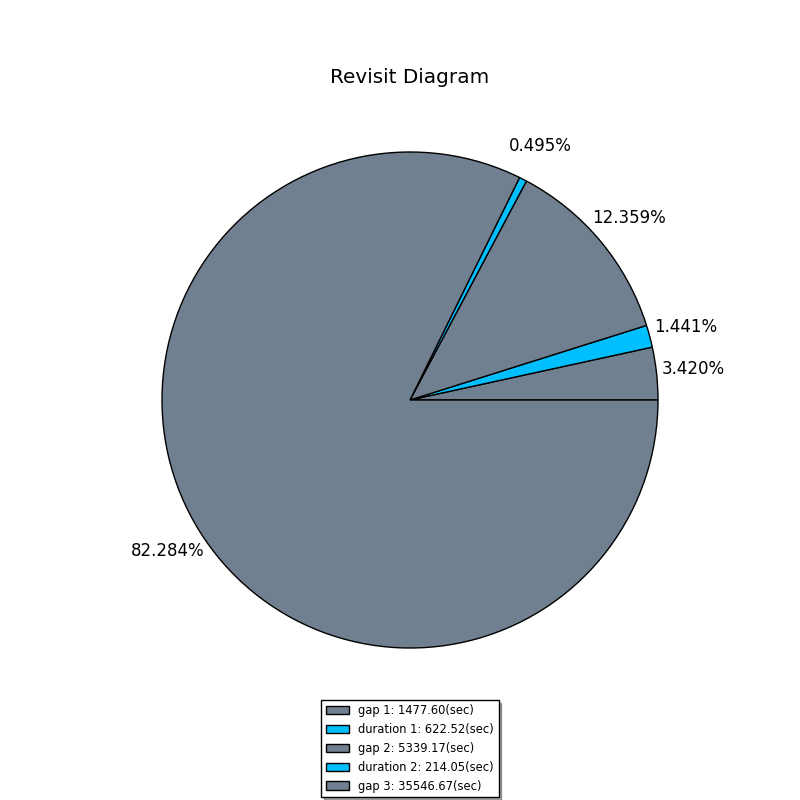 Revisit Diagram
0.495%
12.359%
1.441%
3.420%
82.284%
gap 1: 1477.60(sec)
duration 1: 622.52(sec)
gap 2: 5339.17(sec)
duration 2: 214.05(sec)
gap 3: 35546.67(sec)